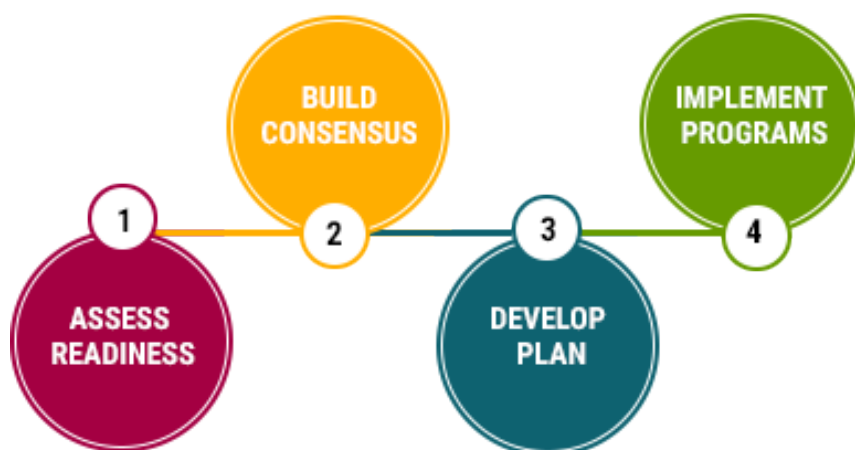 1
ASSESS
READINESS
BUILD
CONSENSUS
2
3
DEVELOP
PLAN
IMPLEMENT
PROGRAMS
4